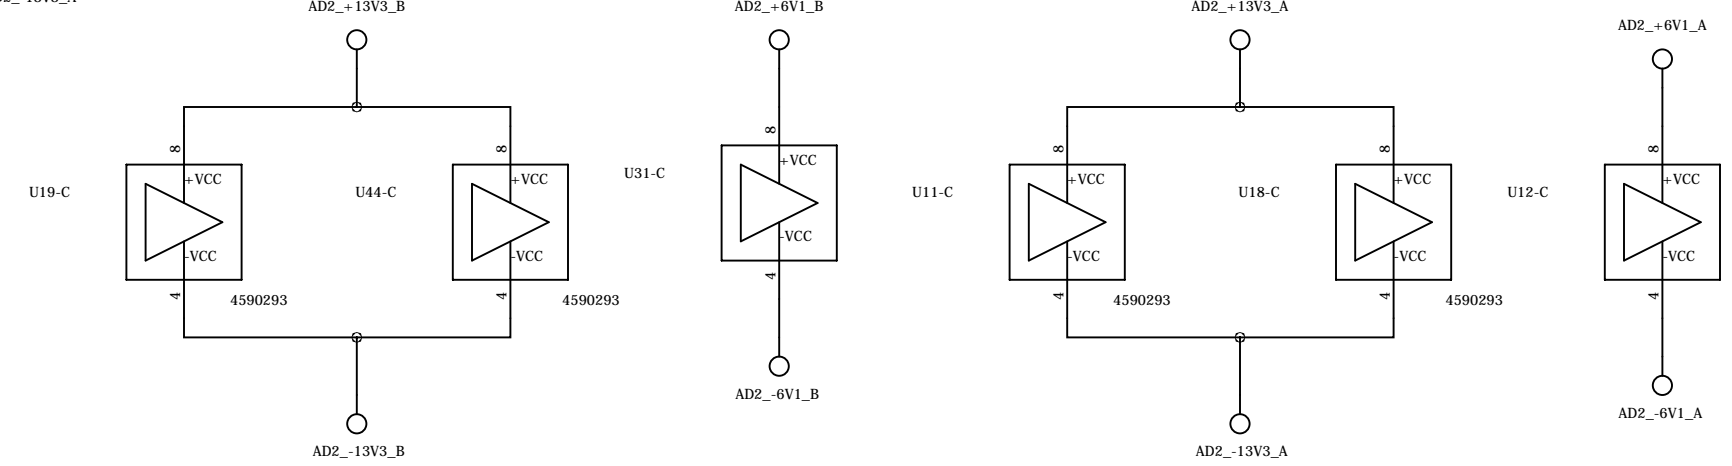 AD2_+13V3_B
AD2_+6V1_B
AD2_+13V3_A
AD2_+6V1_A
8
8
8
8
8
8
U19-C
+VCC
-VCC
4
4590293
U44-C
+VCC
-VCC
4
4590293
U31-C
+VCC
-VCC
4
U11-C
+VCC
-VCC
4
4590293
U18-C
+VCC
-VCC
4
4590293
U12-C
+VCC
-VCC
4
AD2_-13V3_B
AD2_-6V1_B
AD2_-13V3_A
AD2_-6V1_A